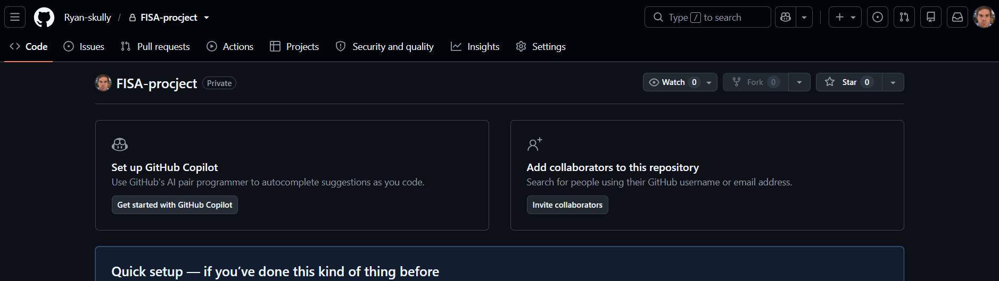 Ryan-skully / FISA-procject
Type / to search
Code Issues Pull requests Actions Projects Security and quality Insights Settings
FISA-procject Private
Watch 0 Fork 0 Star 0
Set up GitHub Copilot
Use GitHub's AI pair programmer to autocomplete suggestions as you code.
Get started with GitHub Copilot
Add collaborators to this repository
Search for people using their GitHub username or email address.
Invite collaborators
Quick setup — if you’ve done this kind of thing before